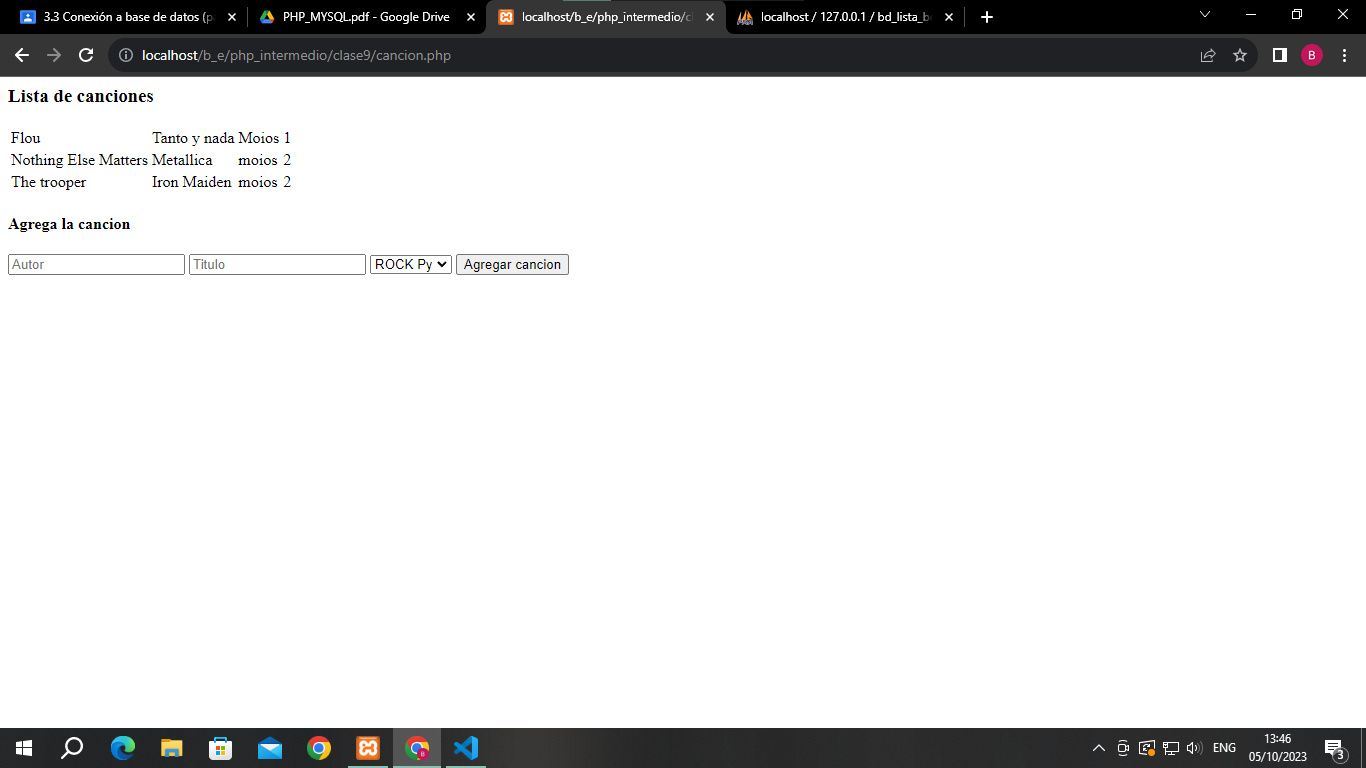 3.3 Conexión a base de datos (p
PHP_MYSQL.pdf - Google Drive
localhost/b_e/php_intermedio/cl
localhost / 127.0.0.1 / bd_lista_b
localhost/b_e/php_intermedio/clase9/cancion.php
B
Lista de canciones
Flou Tanto y nada Moios 1
Nothing Else Matters Metallica moios 2
The trooper Iron Maiden moios 2
Agrega la cancion
Autor Titulo ROCK Py Agregar cancion
ENG
13:46
05/10/2023
3